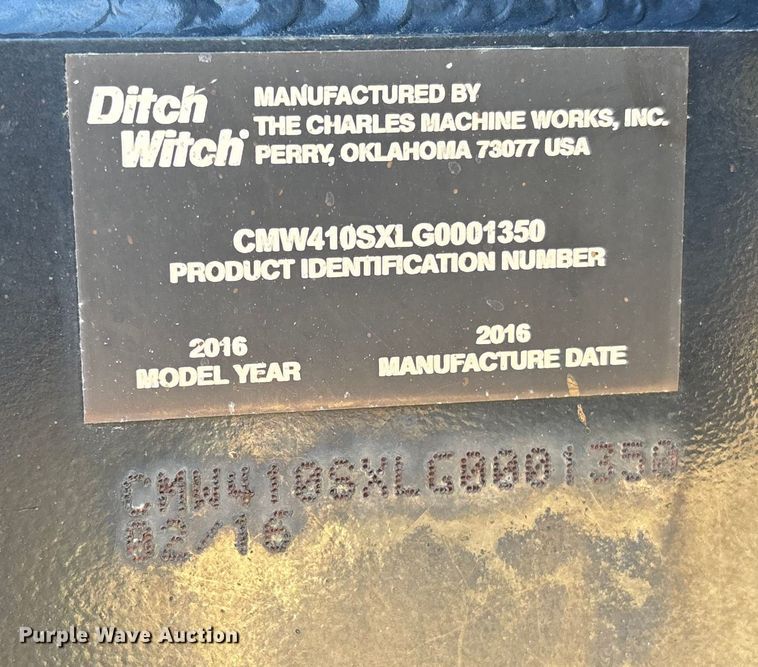 Ditch Witch
MANUFACTURED BY
THE CHARLES MACHINE WORKS, INC.
PERRY, OKLAHOMA 73077 USA
CMW410SXLG0001350
PRODUCT IDENTIFICATION NUMBER
2016
MODEL YEAR
2016
MANUFACTURE DATE
CMW410SXLG0001350
02/16
Purple Wave Auction